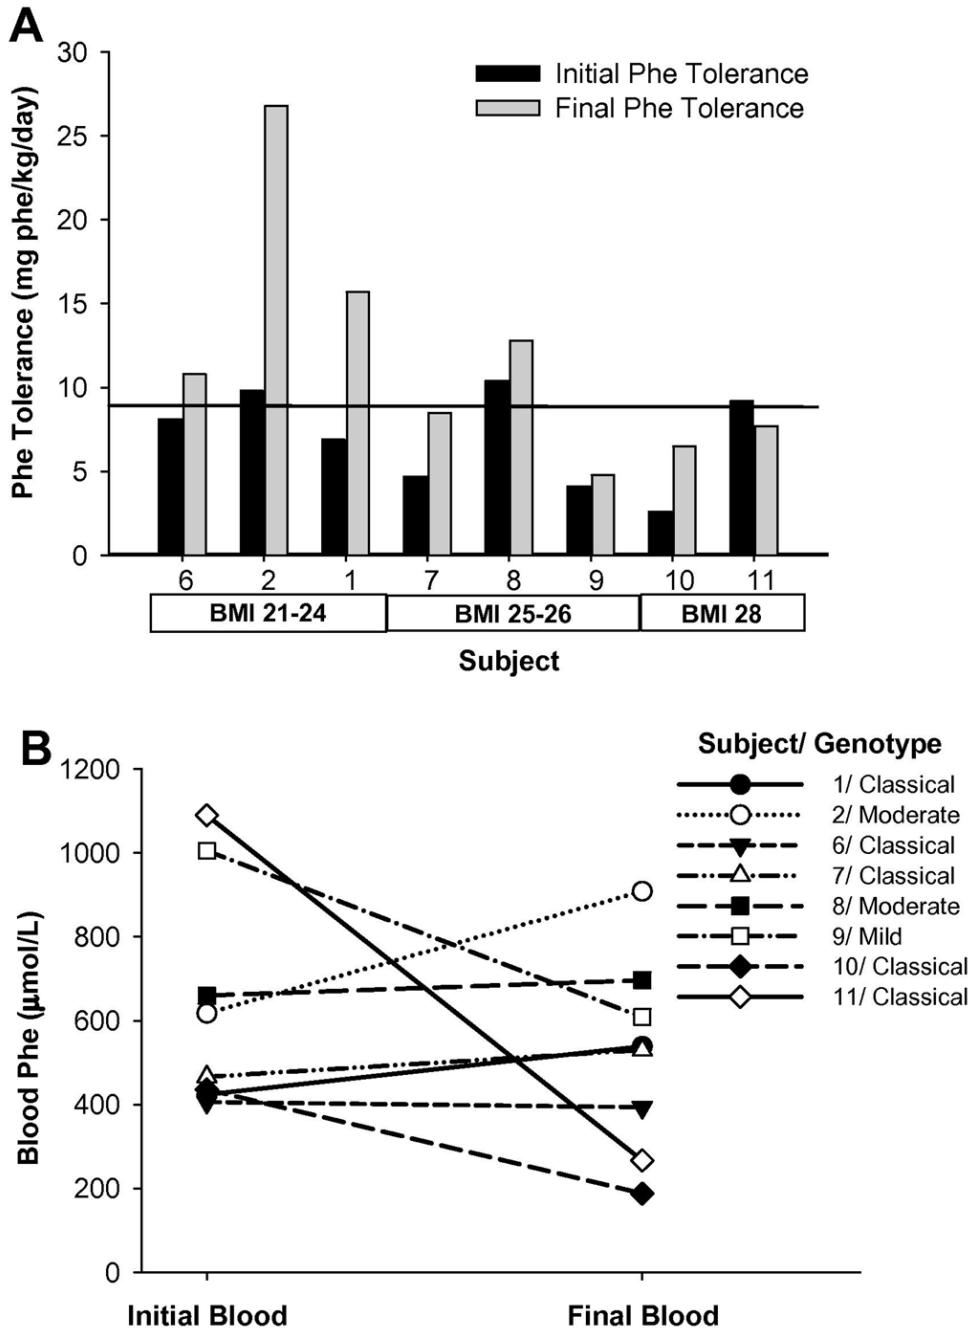 A
30
25
20
15
10
5
0
Phe Tolerance (mg phe/kg/day)
Initial Phe Tolerance
Final Phe Tolerance
6 2 1 7 8 9 10 11
BMI 21-24 BMI 25-26 BMI 28
Subject
B
1200
1000
800
600
400
200
0
Blood Phe (µmol/L)
Subject/ Genotype
1/ Classical
2/ Moderate
6/ Classical
7/ Classical
8/ Moderate
9/ Mild
10/ Classical
11/ Classical
Initial Blood Final Blood